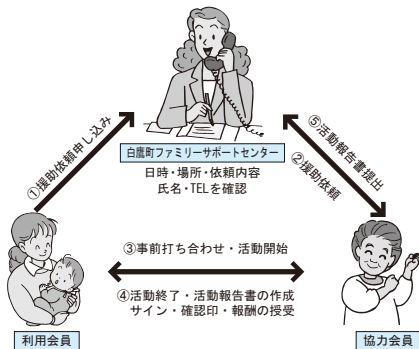 白鷹町ファミリーサポートセンター
日時・場所・依頼内容
氏名・TELを確認
①援助依頼申し込み
⑤活動報告書提出
②援助依頼
③事前打ち合わせ・活動開始
④活動終了・活動報告書の作成
サイン・確認印・報酬の授受
利用会員
協力会員